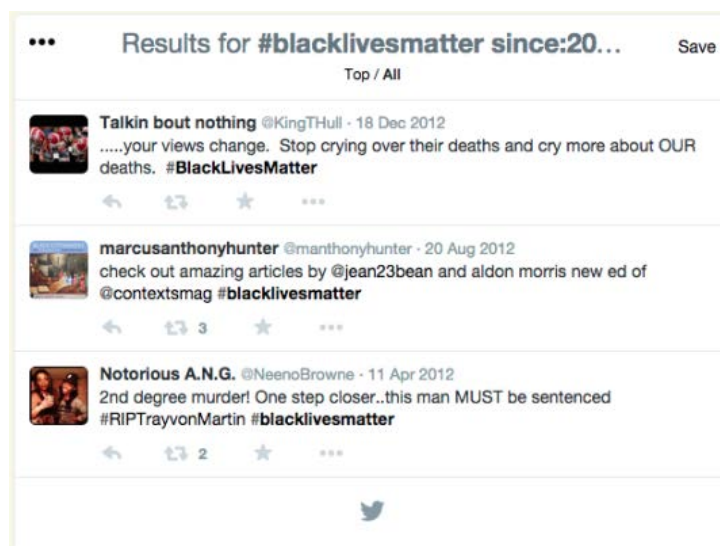 Results for #blacklivesmatter since:20...
Save
Top / All
Talkin bout nothing @KingTHull · 18 Dec 2012
.....your views change. Stop crying over their deaths and cry more about OUR
deaths. #BlackLivesMatter
marcusanthonyhunter @manthonyhunter · 20 Aug 2012
check out amazing articles by @jean23bean and aldon morris new ed of
@contextsmag #blacklivesmatter
3
Notorious A.N.G. @NeenoBrowne · 11 Apr 2012
2nd degree murder! One step closer..this man MUST be sentenced
#RIPTrayvonMartin #blacklivesmatter
2